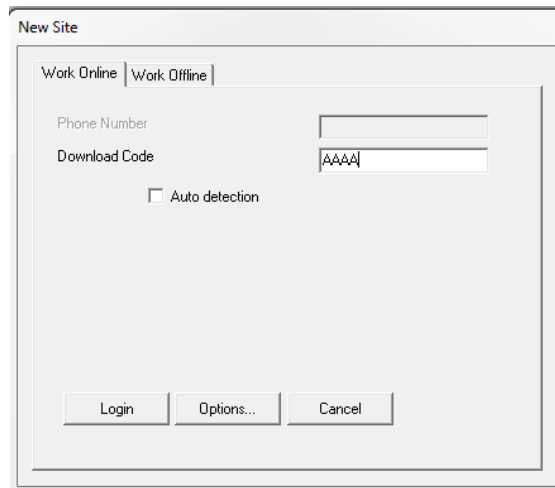 New Site
Work Online Work Offline
Phone Number
Download Code AAAA
Auto detection
Login Options... Cancel